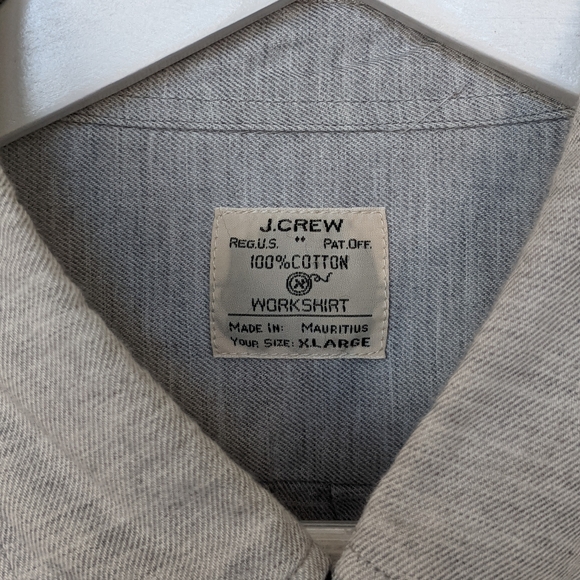 J.CREW
REG.U.S. " PAT.OFF.
100%COTTON
WORKSHIRT
MADE IN: MAURITIUS
YOUR SIZE: X.LARGE